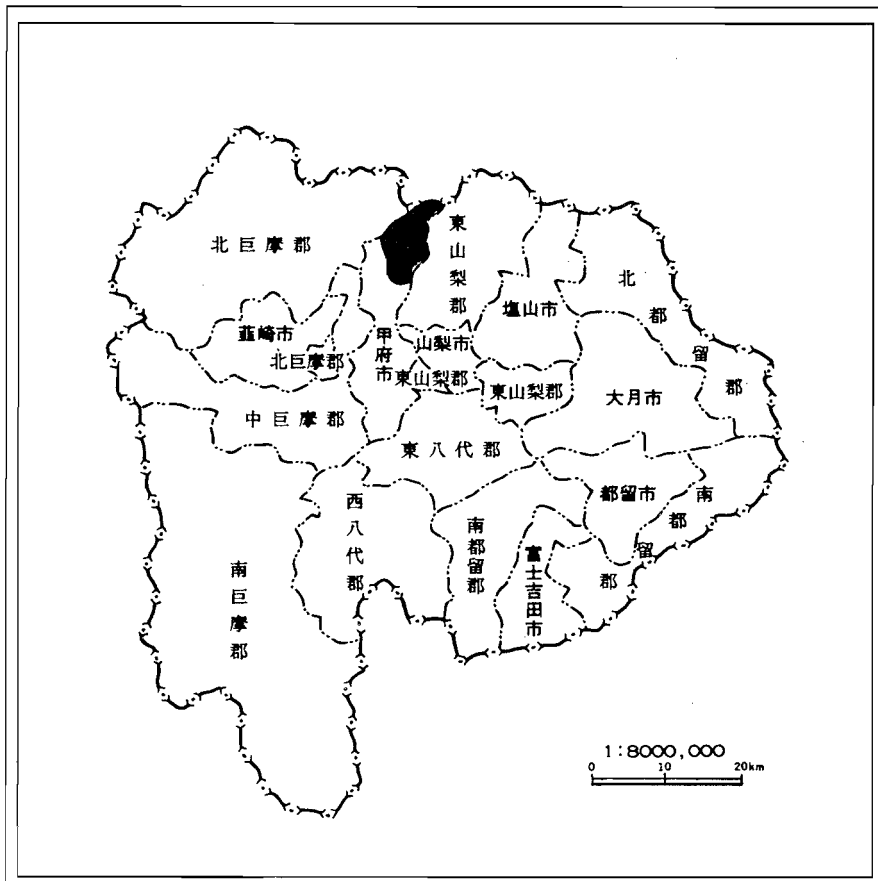 北巨摩郡
東山梨郡
北都留郡
塩山市
韮崎市
北巨摩郡
甲府市
山梨市
東山梨郡
東山梨郡
大月市
中巨摩郡
東八代郡
西八代郡
南都留郡
都留市
南都留郡
富士吉田市
南巨摩郡
1:8000,000
0 10 20km